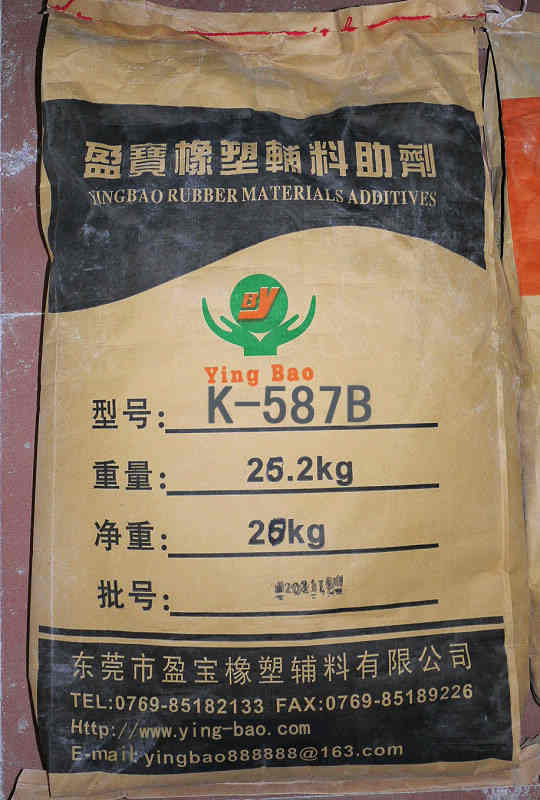 盈寶橡塑輔料助劑
YINGBAO RUBBER MATERIALS ADDITIVES
BY
Ying Bao
型号: K-587B
重量: 25.2kg
净重: 25kg
批号:
东莞市盈宝橡塑辅料有限公司
TEL:0769-85182133 FAX:0769-85189226
Http://www.ying-bao.com
E-mail:yingbao888888@163.com